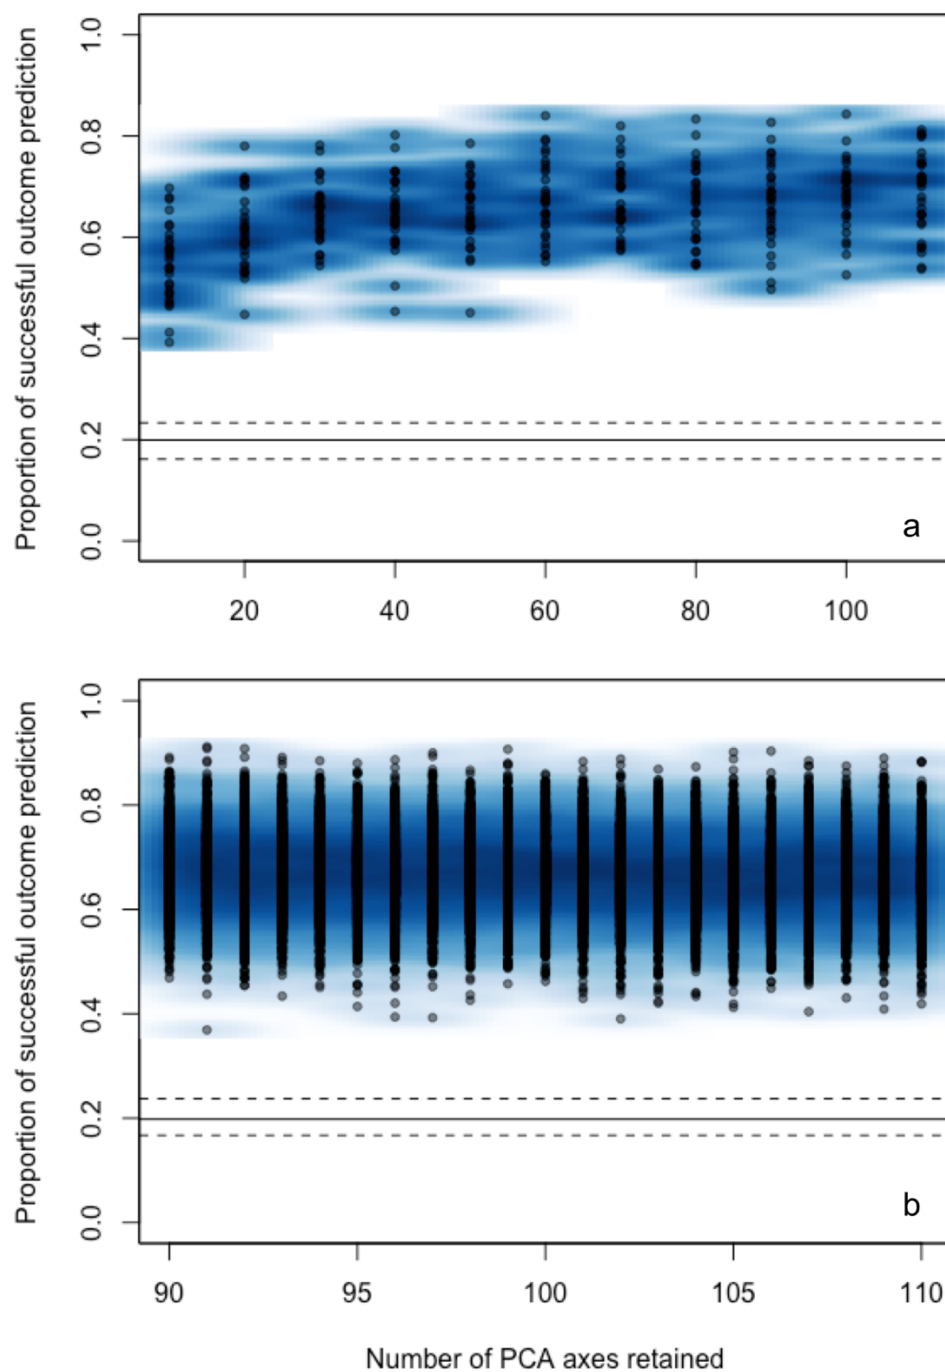 Proportion of successful outcome prediction
1.0
0.8
0.6
0.4
0.2
0.0
a
20 40 60 80 100
Proportion of successful outcome prediction
1.0
0.8
0.6
0.4
0.2
0.0
b
90 95 100 105 110
Number of PCA axes retained